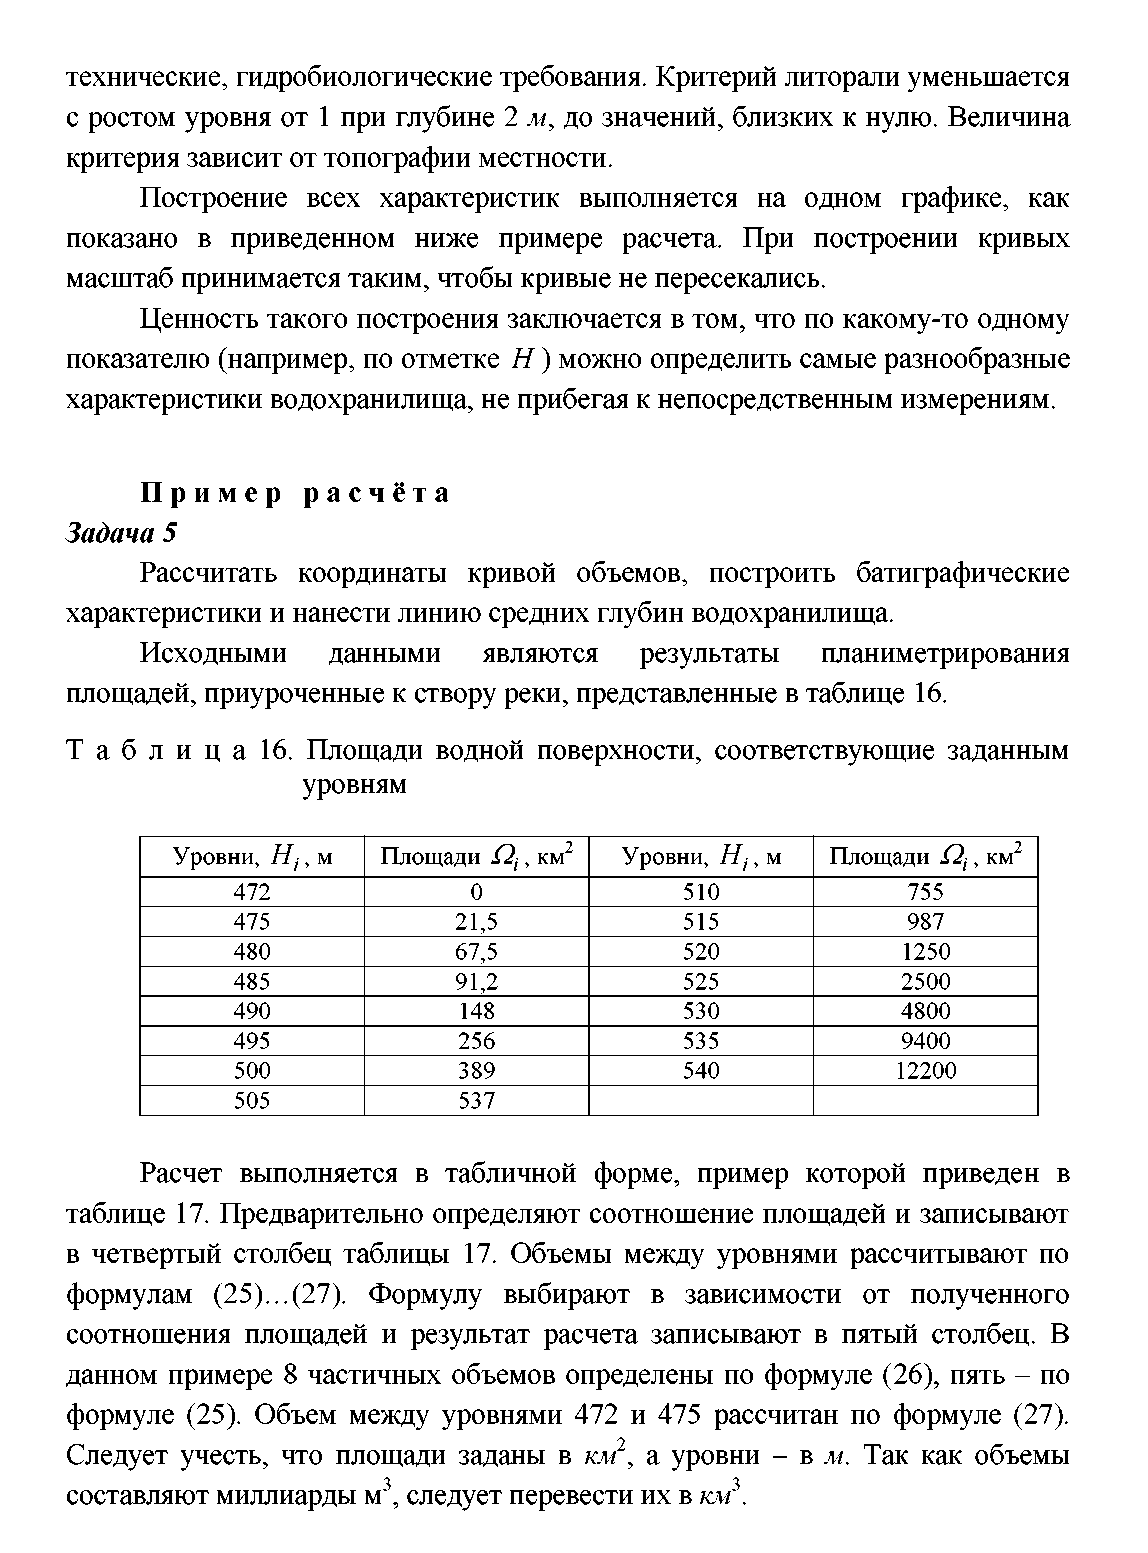 технические, гидробиологические требования. Критерий литорали уменьшается
с ростом уровня от 1 при глубине 2 м, до значений, близких к нулю. Величина
критерия зависит от топографии местности.
Построение всех характеристик выполняется на одном графике, как
показано в приведенном ниже примере расчета. При построении кривых
масштаб принимается таким, чтобы кривые не пересекались.
Ценность такого построения заключается в том, что по какому-то одному
показателю (например, по отметке H ) можно определить самые разнообразные
характеристики водохранилища, не прибегая к непосредственным измерениям.
Пример расчёта
Задача 5
Рассчитать координаты кривой объемов, построить батиграфические
характеристики и нанести линию средних глубин водохранилища.
Исходными данными являются результаты планиметрирования
площадей, приуроченные к створу реки, представленные в таблице 16.
Т а б л и ц а 16. Площади водной поверхности, соответствующие заданным
уровням
Уровни, Hᵢ, м Площади Ωᵢ, км² Уровни, Hᵢ, м Площади Ωᵢ, км²
472 0 510 755
475 21,5 515 987
480 67,5 520 1250
485 91,2 525 2500
490 148 530 4800
495 256 535 9400
500 389 540 12200
505 537
Расчет выполняется в табличной форме, пример которой приведен в
таблице 17. Предварительно определяют соотношение площадей и записывают
в четвертый столбец таблицы 17. Объемы между уровнями рассчитывают по
формулам (25)…(27). Формулу выбирают в зависимости от полученного
соотношения площадей и результат расчета записывают в пятый столбец. В
данном примере 8 частичных объемов определены по формуле (26), пять – по
формуле (25). Объем между уровнями 472 и 475 рассчитан по формуле (27).
Следует учесть, что площади заданы в км², а уровни – в м. Так как объемы
составляют миллиарды м³, следует перевести их в км³.